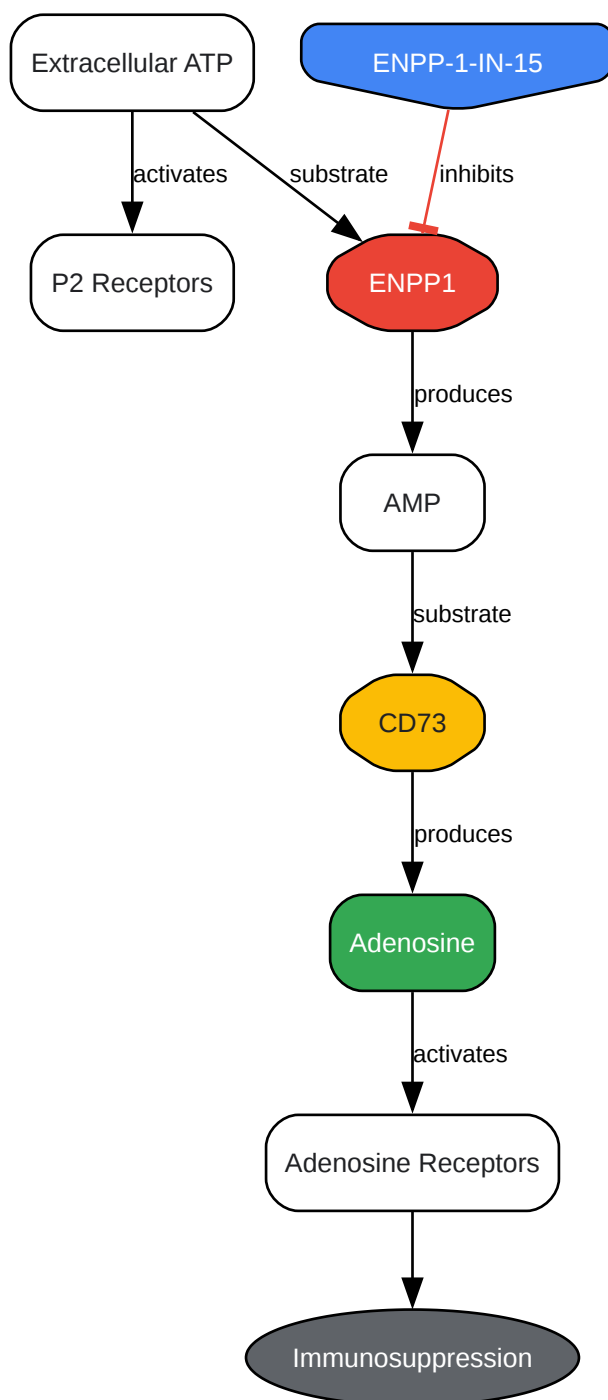 Extracellular ATP
ENPP-1-IN-15
activates
substrate
inhibits
P2 Receptors
ENPP1
produces
AMP
substrate
CD73
produces
Adenosine
activates
Adenosine Receptors
Immunosuppression